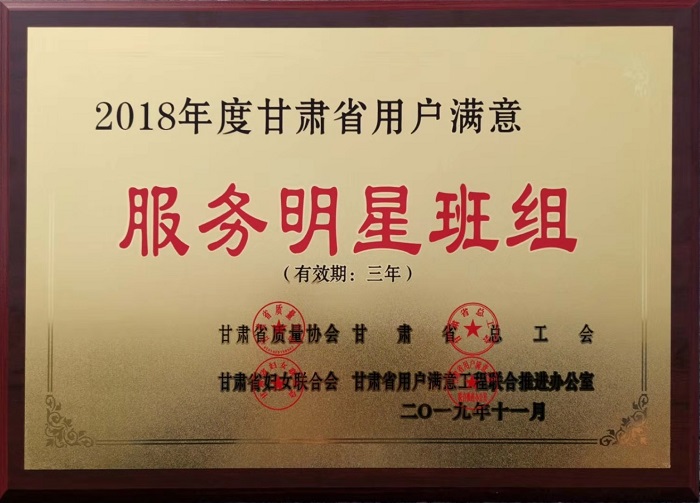 2018年度甘肃省用户满意
服务明星班组
（有效期：三年）
甘肃省质量协会 甘肃省总工会
甘肃省妇女联合会 甘肃省用户满意工程联合推进办公室
二〇一九年十一月